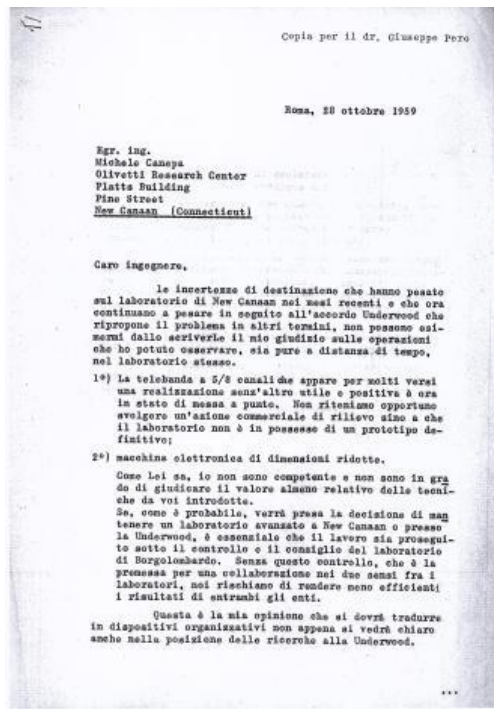 Copia per il dr. Giuseppe Pero
Roma, 28 ottobre 1959
Egr. ing.
Michele Canepa
Olivetti Research Center
Platts Building
Pine Street
New Canaan (Connecticut)
Caro ingegnere,
le incertezze di destinazione che hanno pesato
sul laboratorio di New Canaan nei mesi recenti e che ora
continuano a pesare in seguito all'accordo Underwood che
ripropone il problema in altri termini, non possono esi-
mermi dallo scriverLe il mio giudizio sulle operazioni
che ho potuto osservare, sia pure a distanza di tempo,
nel laboratorio stesso.
1°) La telebanda a 5/8 canali che appare per molti versi
una realizzazione senz'altro utile e positiva è ora
in stato di messa a punto. Non riteniamo opportuno
svolgere un'azione commerciale di rilievo sino a che
il laboratorio non è in possesso di un prototipo de-
finitivo;
2°) macchina elettronica di dimensioni ridotte.
Come Lei sa, io non sono competente e non sono in gra
do di giudicare il valore almeno relativo delle tecni-
che da voi introdotte.
Se, come è probabile, verrà presa la decisione di man
tenere un laboratorio avanzato a New Canaan o presso
la Underwood, è essenziale che il lavoro sia prosegui-
to sotto il controllo e il consiglio del laboratorio
di Borgolombardo. Senza questo controllo, che è la
premessa per una collaborazione nei due sensi fra i
laboratori, noi rischiamo di rendere meno efficienti
i risultati di entrambi gli enti.
Questa è la mia opinione che si dovrà tradurre
in dispositivi organizzativi non appena si vedrà chiaro
anche nella posizione delle ricerche alla Underwood.
...